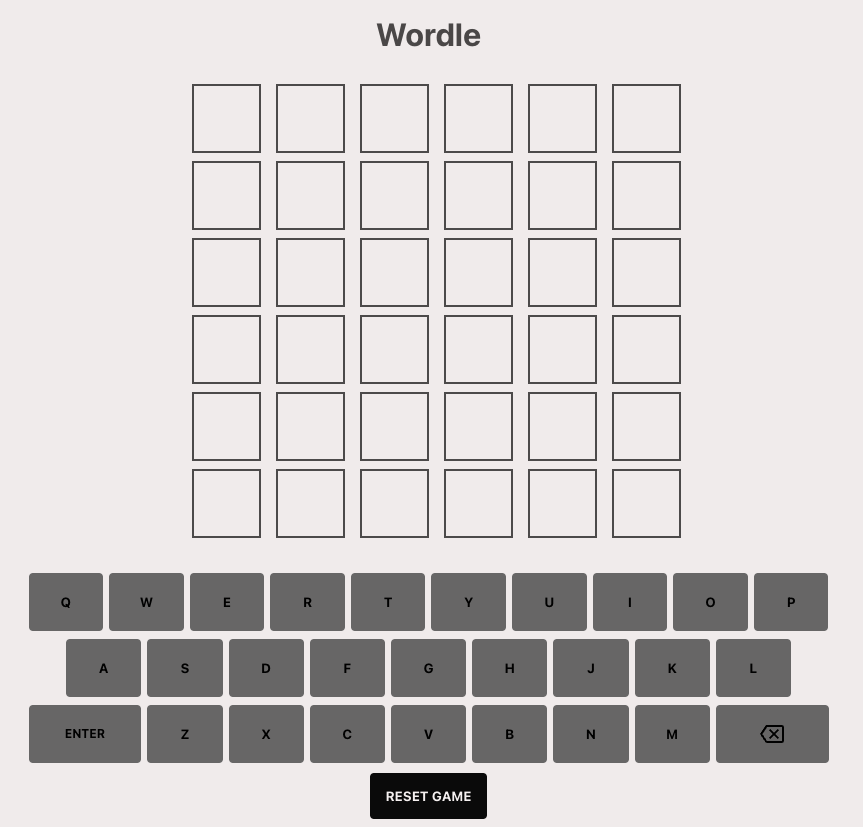 Wordle
Q W E R T Y U I O P
A S D F G H J K L
ENTER Z X C V B N M
RESET GAME